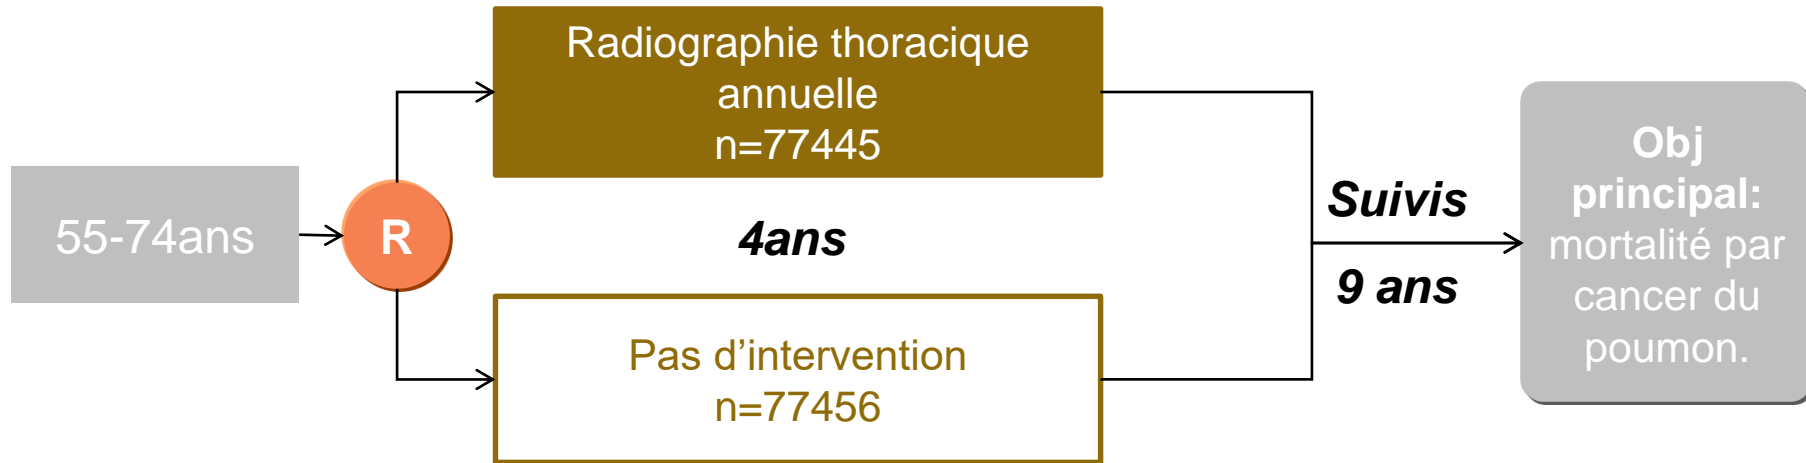 55-74ans
R
Radiographie thoracique
annuelle
n=77445
4ans
Pas d’intervention
n=77456
Suivis
9 ans
Obj
principal:
mortalité par
cancer du
poumon.